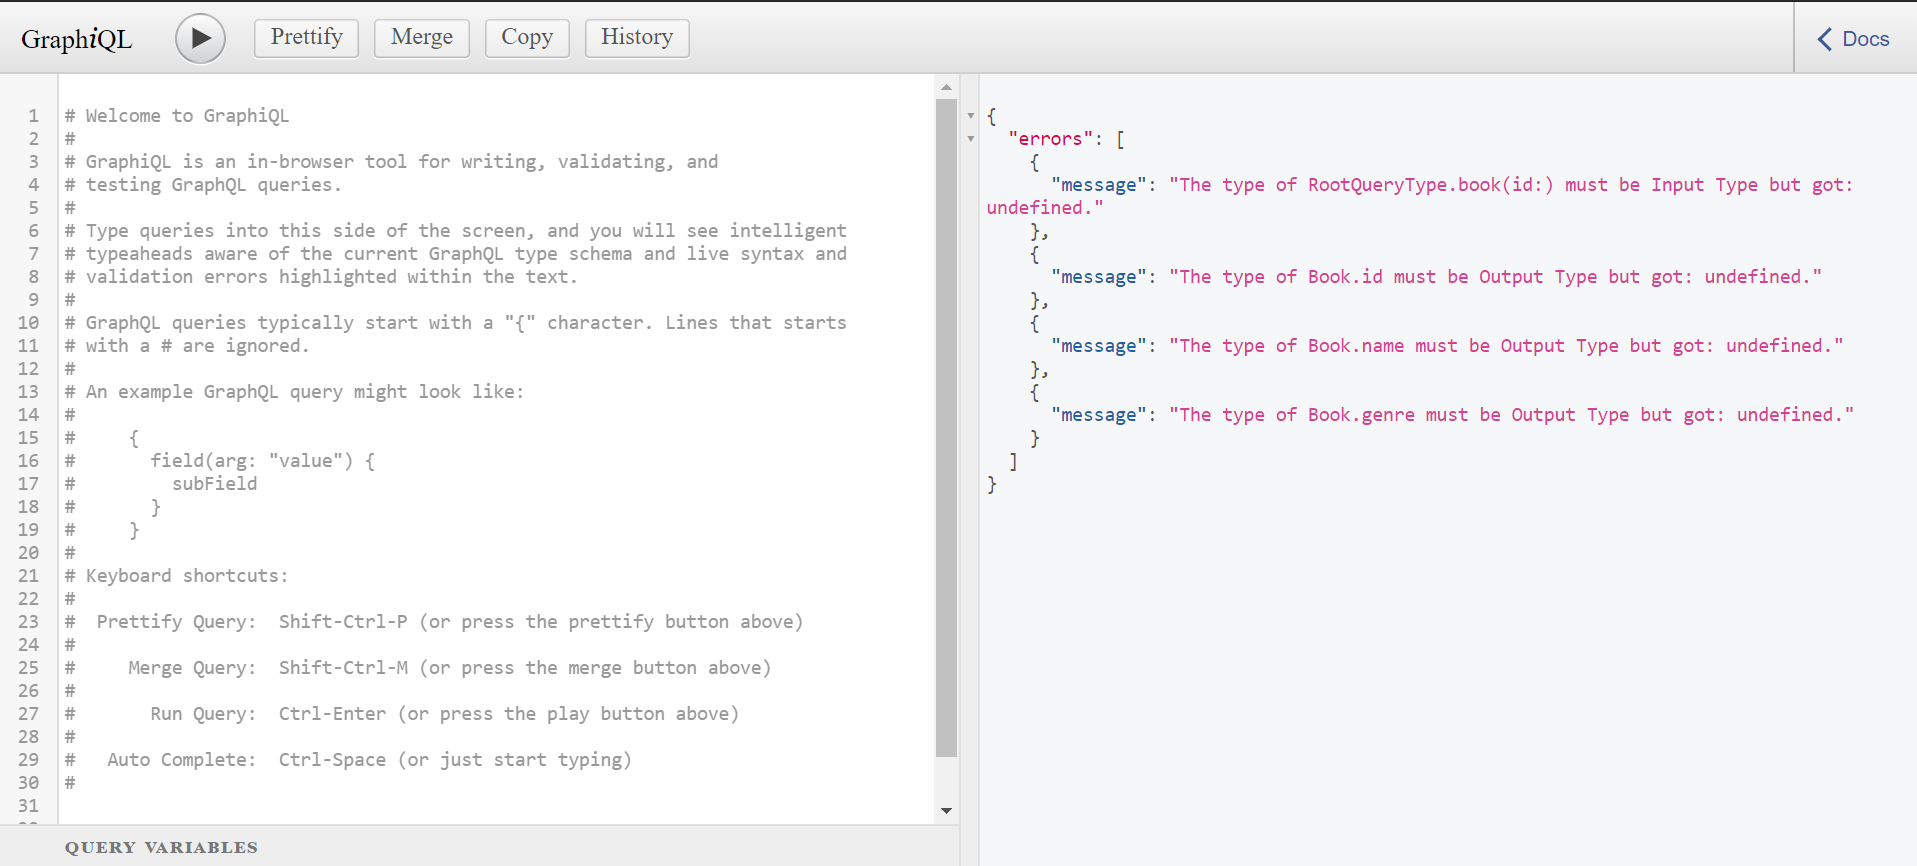 GraphiQL
Prettify
Merge
Copy
History
Docs
1 # Welcome to GraphiQL
2 #
3 # GraphiQL is an in-browser tool for writing, validating, and
4 # testing GraphQL queries.
5 #
6 # Type queries into this side of the screen, and you will see intelligent
7 # typeaheads aware of the current GraphQL type schema and live syntax and
8 # validation errors highlighted within the text.
9 #
10 # GraphQL queries typically start with a "{" character. Lines that starts
11 # with a # are ignored.
12 #
13 # An example GraphQL query might look like:
14 #
15 #     {
16 #       field(arg: "value") {
17 #         subField
18 #       }
19 #     }
20 #
21 # Keyboard shortcuts:
22 #
23 #  Prettify Query:  Shift-Ctrl-P (or press the prettify button above)
24 #
25 #     Merge Query:  Shift-Ctrl-M (or press the merge button above)
26 #
27 #       Run Query:  Ctrl-Enter (or press the play button above)
28 #
29 #   Auto Complete:  Ctrl-Space (or just start typing)
30 #
31
QUERY VARIABLES
{
  "errors": [
    {
      "message": "The type of RootQueryType.book(id:) must be Input Type but got:
undefined."
    },
    {
      "message": "The type of Book.id must be Output Type but got: undefined."
    },
    {
      "message": "The type of Book.name must be Output Type but got: undefined."
    },
    {
      "message": "The type of Book.genre must be Output Type but got: undefined."
    }
  ]
}